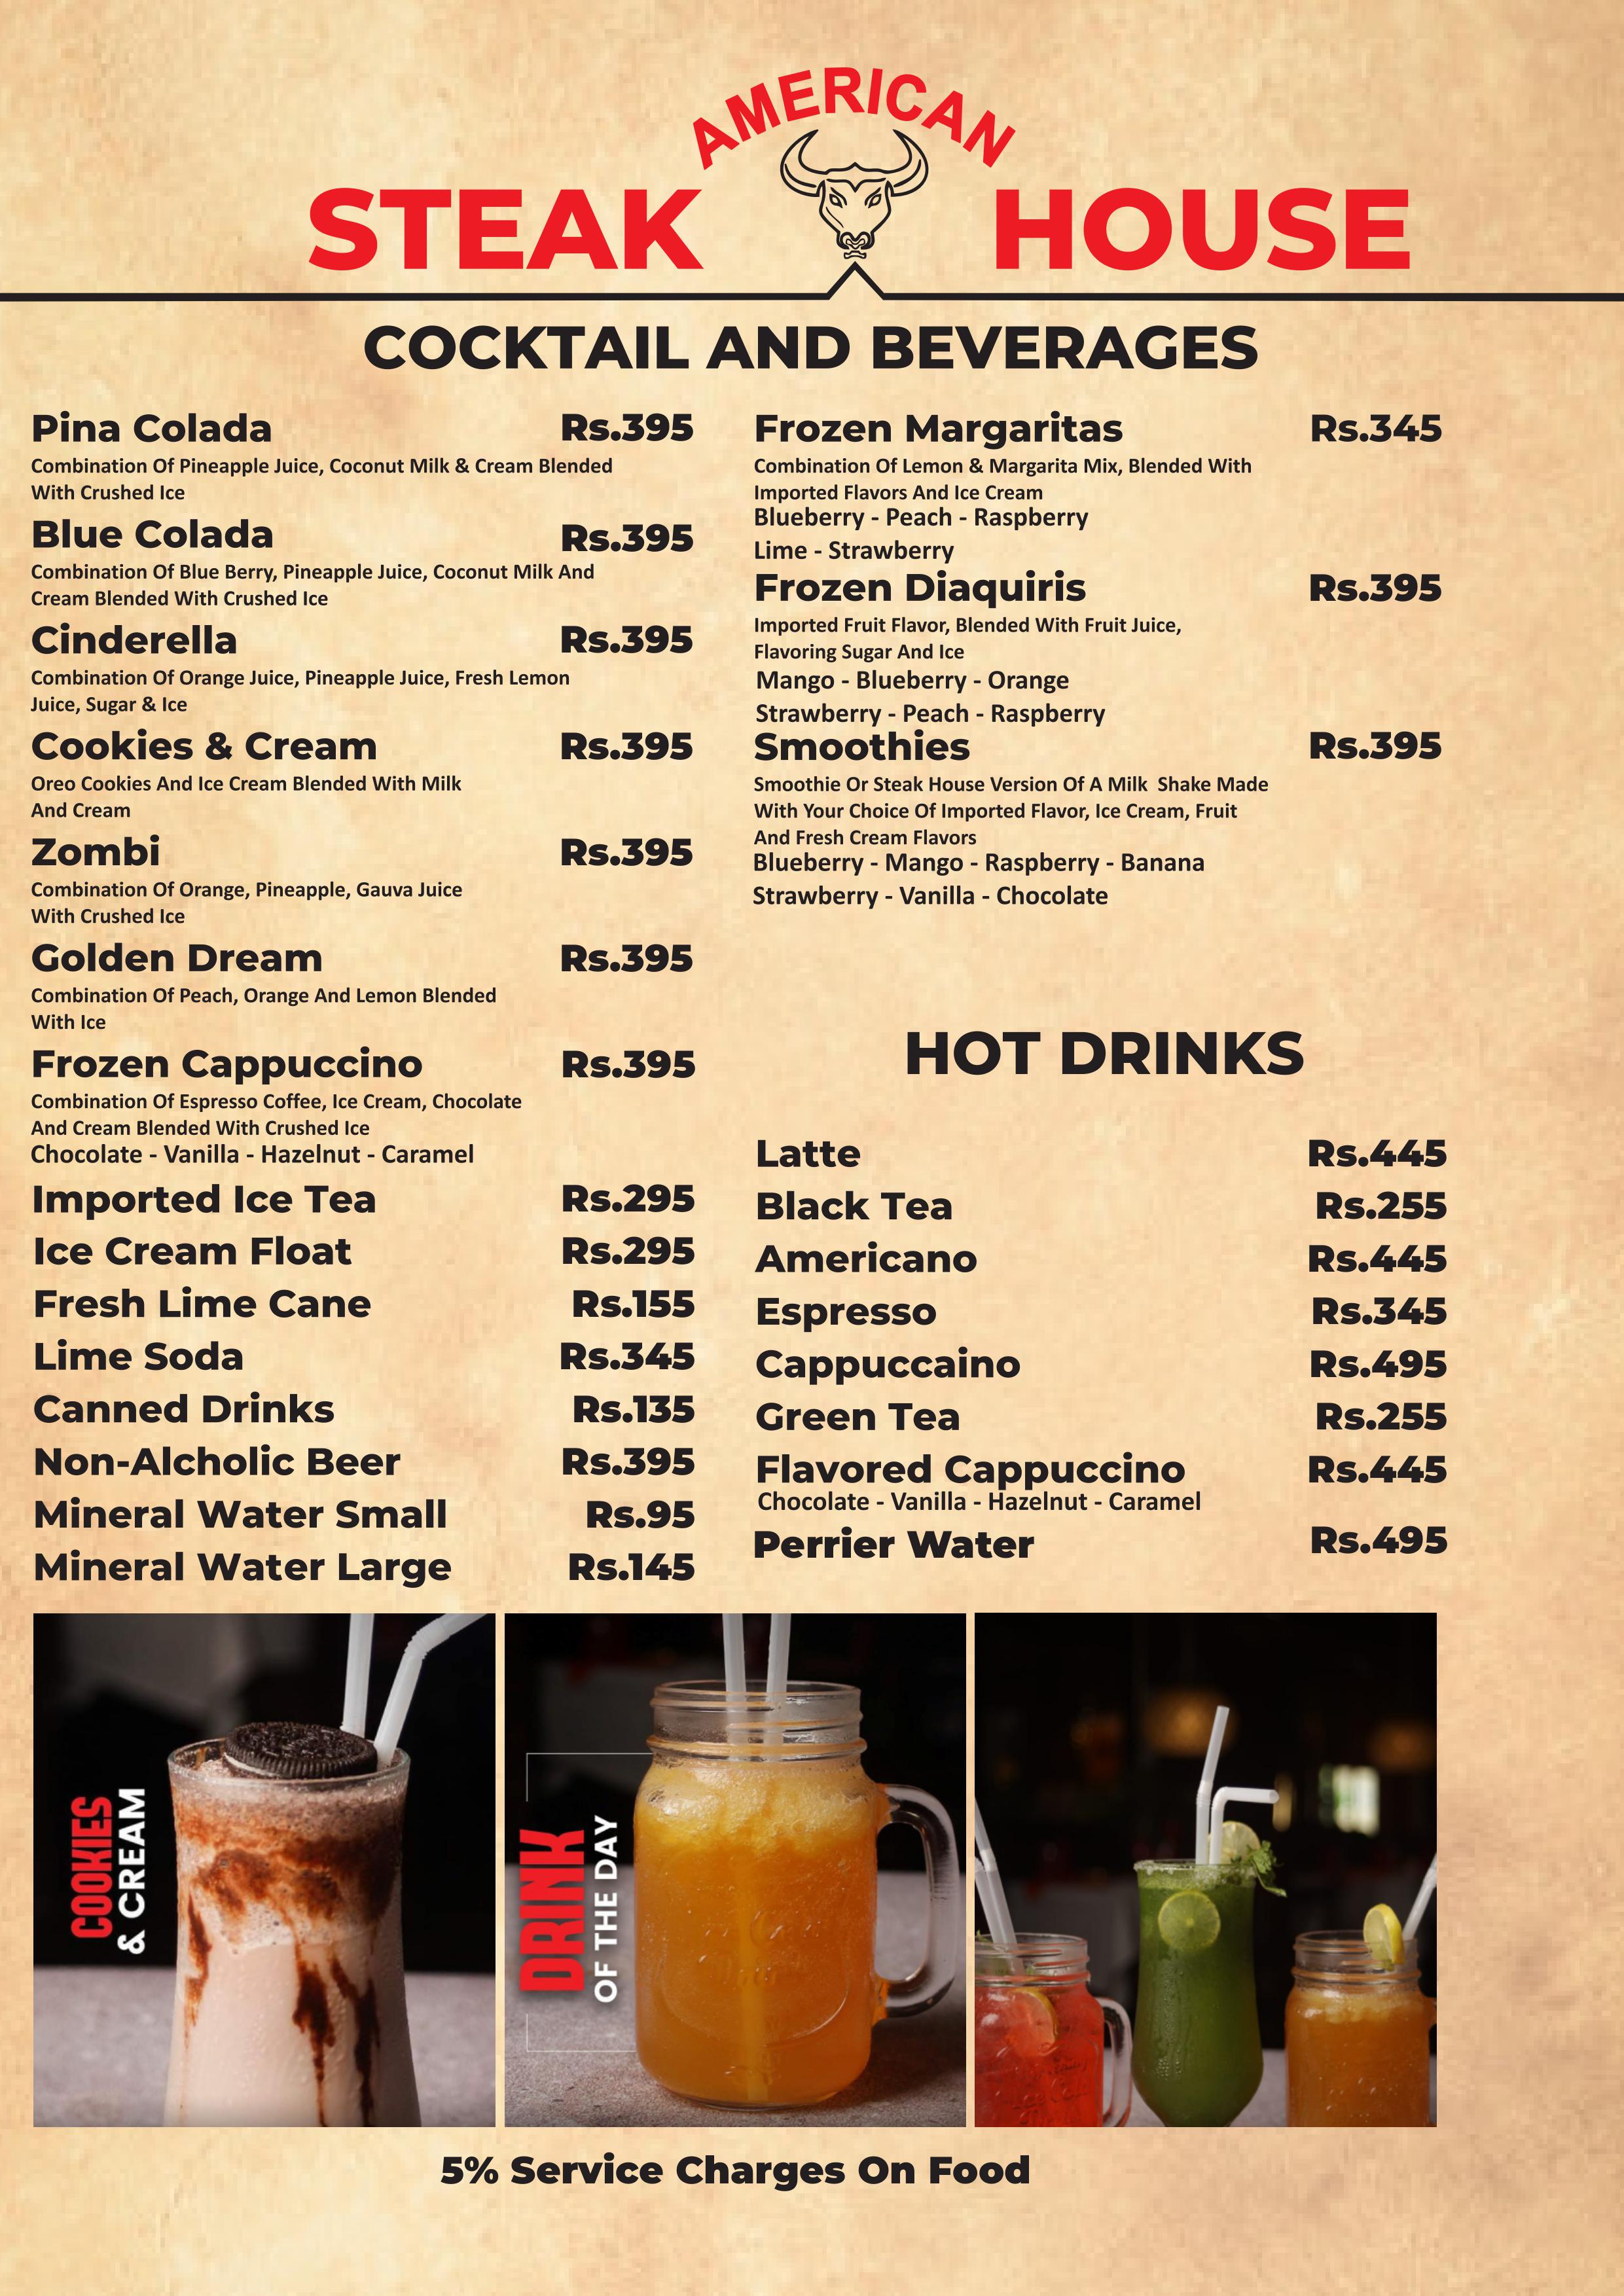 AMERICAN
STEAK HOUSE
COCKTAIL AND BEVERAGES
Pina Colada Rs.395
Combination Of Pineapple Juice, Coconut Milk & Cream Blended
With Crushed Ice
Blue Colada Rs.395
Combination Of Blue Berry, Pineapple Juice, Coconut Milk And
Cream Blended With Crushed Ice
Cinderella Rs.395
Combination Of Orange Juice, Pineapple Juice, Fresh Lemon
Juice, Sugar & Ice
Cookies & Cream Rs.395
Oreo Cookies And Ice Cream Blended With Milk
And Cream
Zombi Rs.395
Combination Of Orange, Pineapple, Gauva Juice
With Crushed Ice
Golden Dream Rs.395
Combination Of Peach, Orange And Lemon Blended
With Ice
Frozen Cappuccino Rs.395
Combination Of Espresso Coffee, Ice Cream, Chocolate
And Cream Blended With Crushed Ice
Chocolate - Vanilla - Hazelnut - Caramel
Imported Ice Tea Rs.295
Ice Cream Float Rs.295
Fresh Lime Cane Rs.155
Lime Soda Rs.345
Canned Drinks Rs.135
Non-Alcholic Beer Rs.395
Mineral Water Small Rs.95
Mineral Water Large Rs.145
Frozen Margaritas Rs.345
Combination Of Lemon & Margarita Mix, Blended With
Imported Flavors And Ice Cream
Blueberry - Peach - Raspberry
Lime - Strawberry
Frozen Diaquiris Rs.395
Imported Fruit Flavor, Blended With Fruit Juice,
Flavoring Sugar And Ice
Mango - Blueberry - Orange
Strawberry - Peach - Raspberry
Smoothies Rs.395
Smoothie Or Steak House Version Of A Milk Shake Made
With Your Choice Of Imported Flavor, Ice Cream, Fruit
And Fresh Cream Flavors
Blueberry - Mango - Raspberry - Banana
Strawberry - Vanilla - Chocolate
HOT DRINKS
Latte Rs.445
Black Tea Rs.255
Americano Rs.445
Espresso Rs.345
Cappuccaino Rs.495
Green Tea Rs.255
Flavored Cappuccino Rs.445
Chocolate - Vanilla - Hazelnut - Caramel
Perrier Water Rs.495
COOKIES
& CREAM
DRINK
OF THE DAY
5% Service Charges On Food